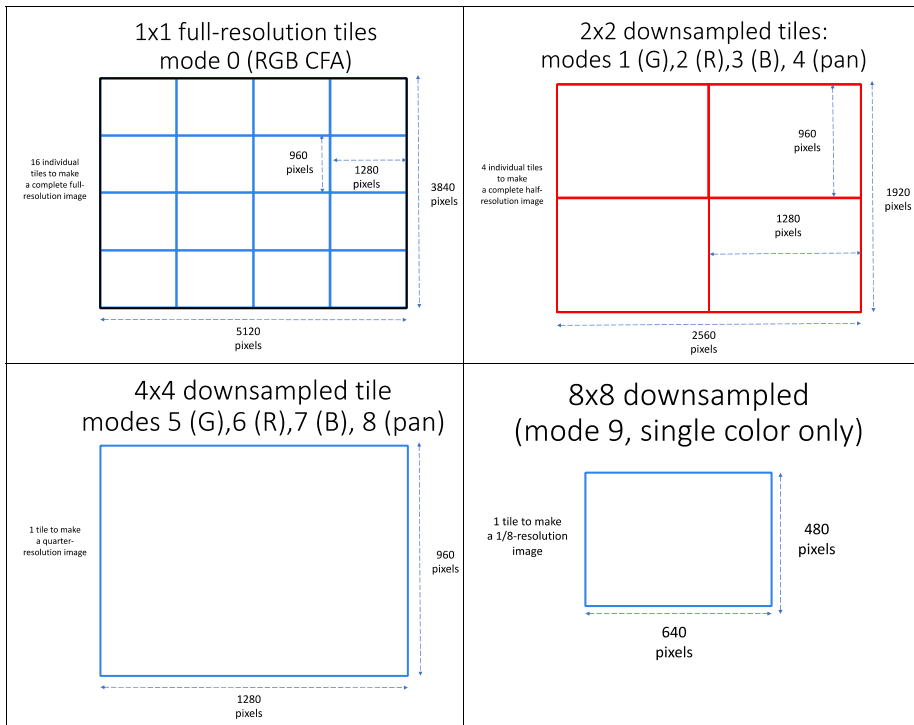 1x1 full-resolution tiles
mode 0 (RGB CFA)
16 individual
tiles to make
a complete full-
resolution image
960
pixels
1280
pixels
3840
pixels
5120
pixels
2x2 downsampled tiles:
modes 1 (G),2 (R),3 (B), 4 (pan)
4 individual tiles
to make
a complete half-
resolution image
960
pixels
1280
pixels
1920
pixels
2560
pixels
4x4 downsampled tile
modes 5 (G),6 (R),7 (B), 8 (pan)
1 tile to make
a quarter-
resolution image
960
pixels
1280
pixels
8x8 downsampled
(mode 9, single color only)
1 tile to make
a 1/8-resolution
image
480
pixels
640
pixels